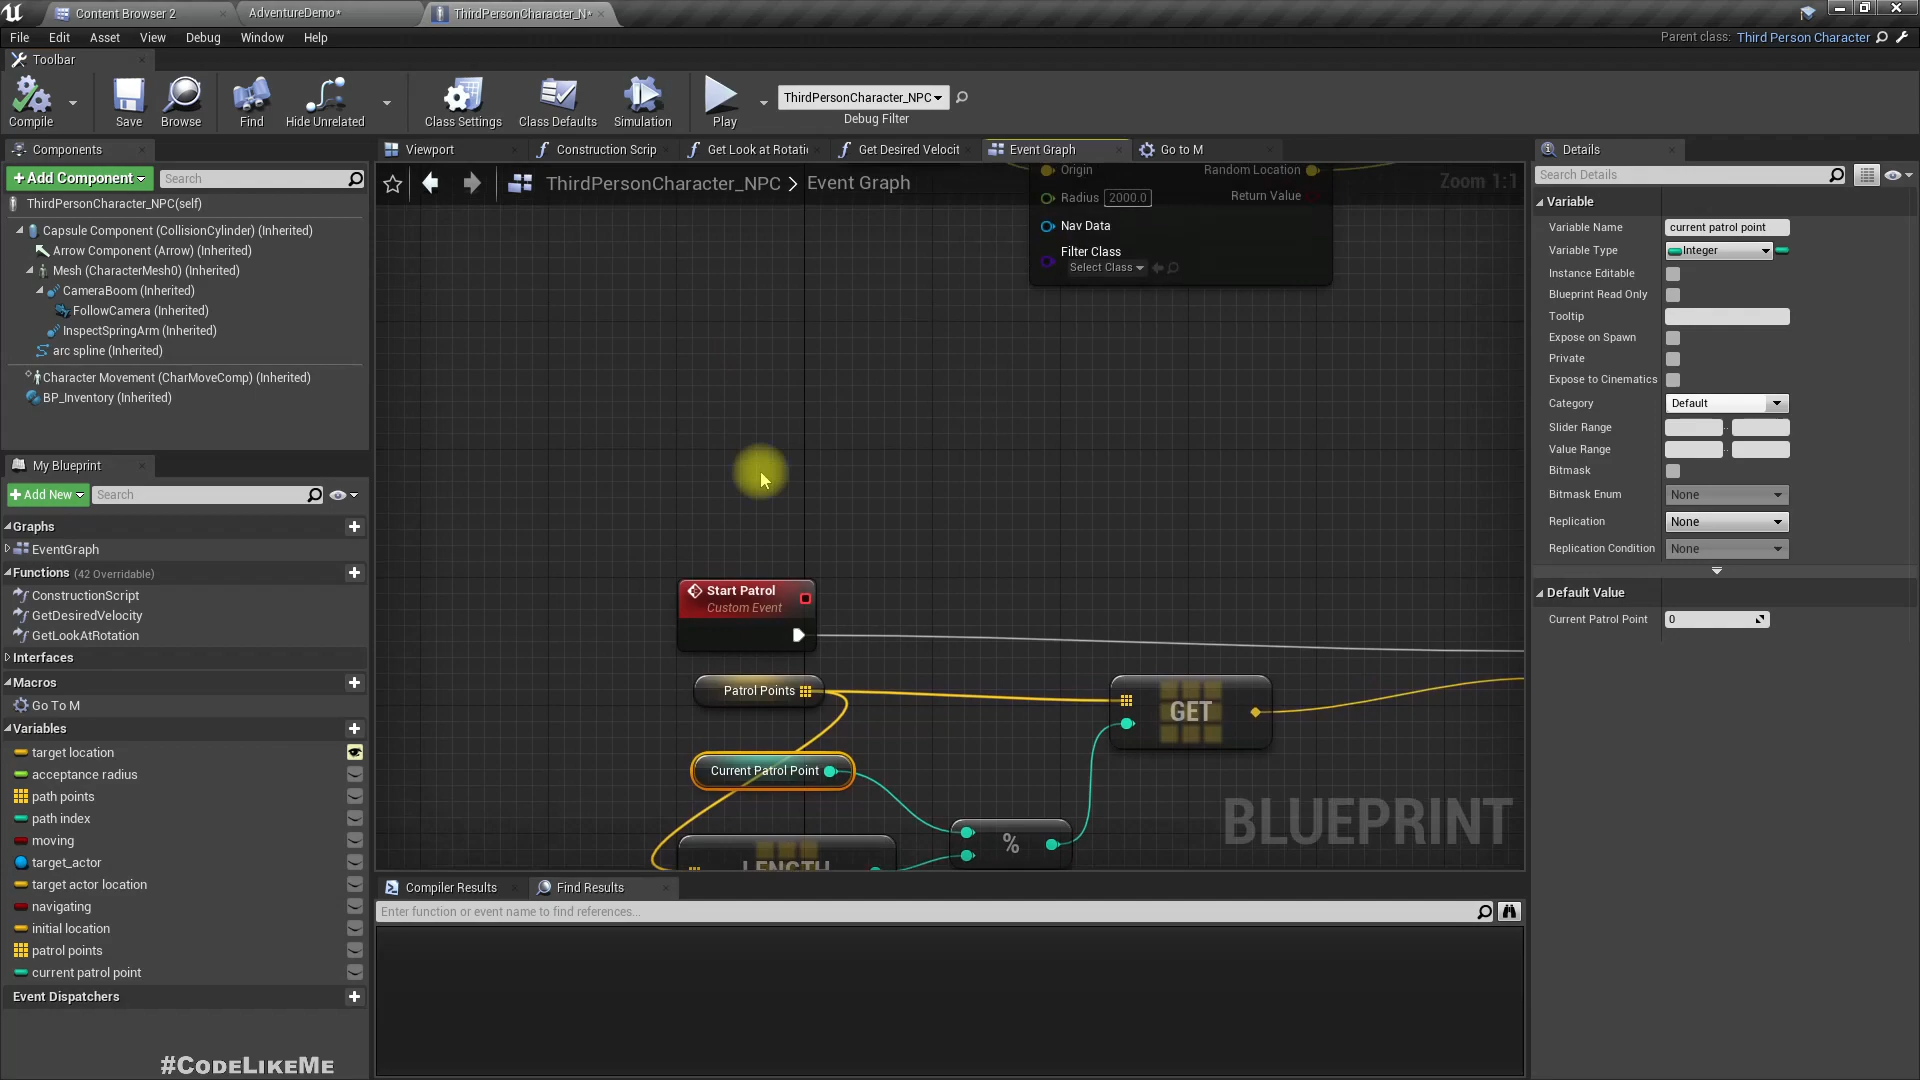 Content Browser 2
AdventureDemo*
ThirdPersonCharacter_N*
File
Edit
Asset
View
Debug
Window
Help
Parent class:
Third Person Character
Toolbar
Compile
Save
Browse
Find
Hide Unrelated
Class Settings
Class Defaults
Simulation
Play
ThirdPersonCharacter_NPC
Debug Filter
Components
Viewport
Construction Scrip
Get Look at Rotatic
Get Desired Velocit
Event Graph
Go to M
Details
+ Add Component
Search
ThirdPersonCharacter_NPC > Event Graph
Zoom 1:1
Search Details
ThirdPersonCharacter_NPC(self)
Capsule Component (CollisionCylinder) (Inherited)
Arrow Component (Arrow) (Inherited)
Mesh (CharacterMesh0) (Inherited)
CameraBoom (Inherited)
FollowCamera (Inherited)
InspectSpringArm (Inherited)
arc spline (Inherited)
Character Movement (CharMoveComp) (Inherited)
BP_Inventory (Inherited)
Origin
Random Location
Radius
2000.0
Return Value
Nav Data
Filter Class
Select Class
Start Patrol
Custom Event
Patrol Points
GET
Current Patrol Point
%
LENGTH
BLUEPRINT
Variable
Variable Name
current patrol point
Variable Type
Integer
Instance Editable
Blueprint Read Only
Tooltip
Expose on Spawn
Private
Expose to Cinematics
Category
Default
Slider Range
Value Range
Bitmask
Bitmask Enum
None
Replication
None
Replication Condition
None
Default Value
Current Patrol Point
0
My Blueprint
+ Add New
Search
Graphs
EventGraph
Functions (42 Overridable)
ConstructionScript
GetDesiredVelocity
GetLookAtRotation
Interfaces
Macros
Go To M
Variables
target location
acceptance radius
path points
path index
moving
target_actor
target actor location
navigating
initial location
patrol points
current patrol point
Event Dispatchers
Compiler Results
Find Results
Enter function or event name to find references...
#CodeLikeMe